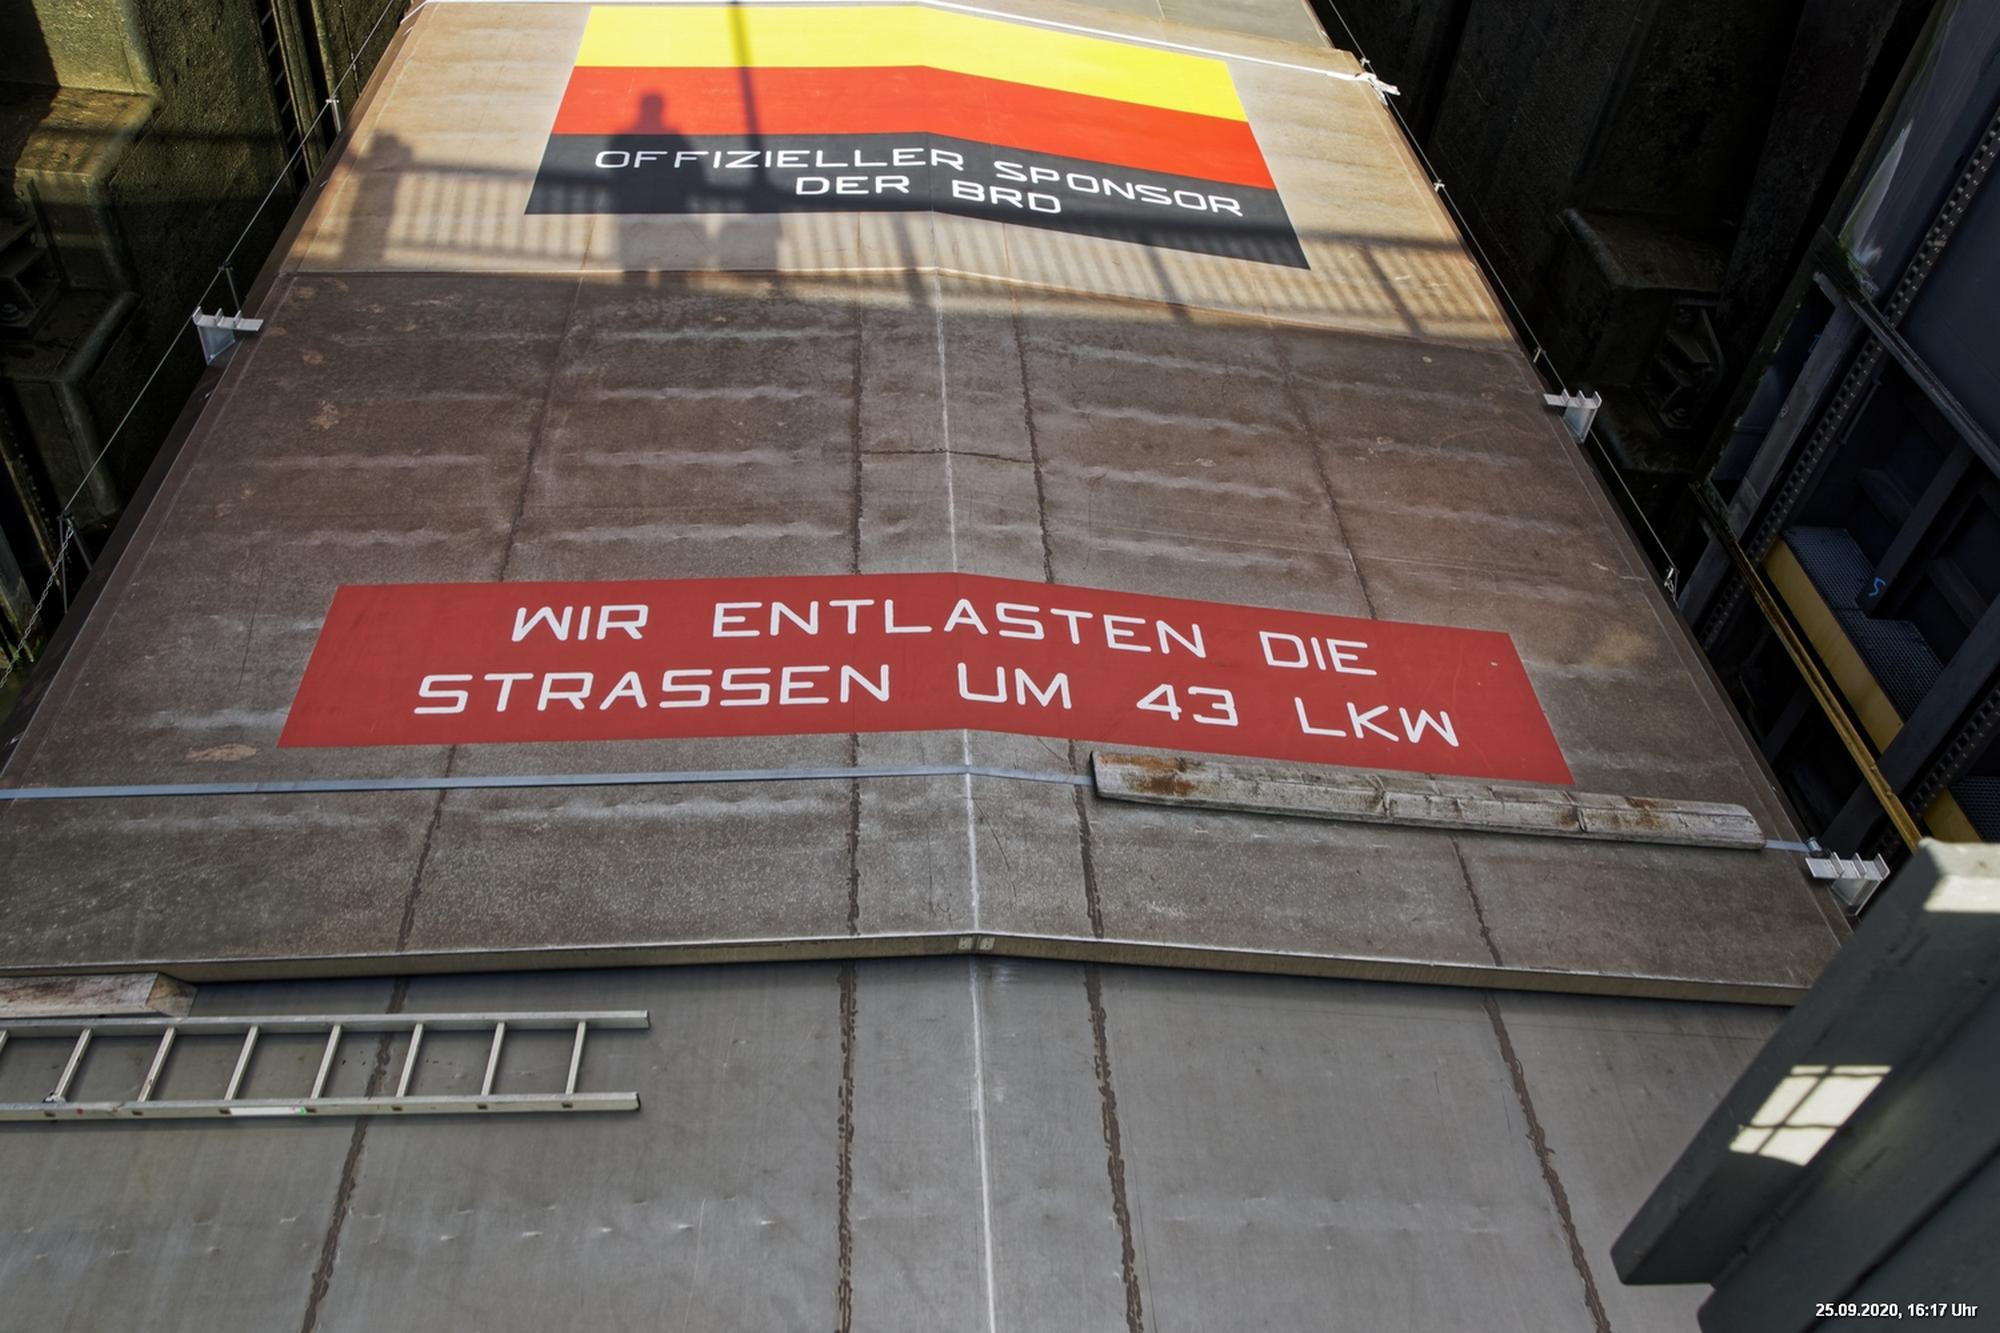 OFFIZIELLER SPONSOR
DER BRD
WIR ENTLASTEN DIE
STRASSEN UM 43 LKW
25.09.2020, 16:17 Uhr